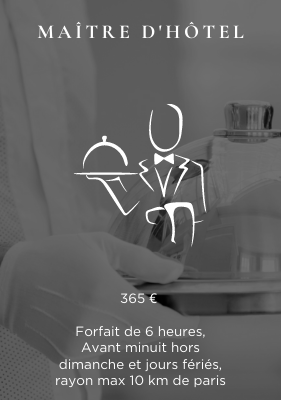 MAÎTRE D'HÔTEL
365 €
Forfait de 6 heures,
Avant minuit hors
dimanche et jours fériés,
rayon max 10 km de paris